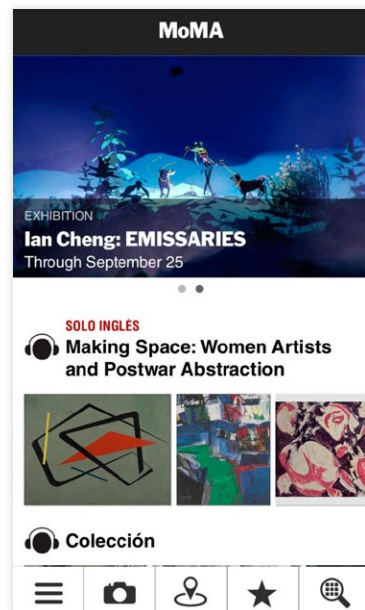 MoMA
EXHIBITION
Ian Cheng: EMISSARIES
Through September 25
SOLO INGLÉS
Making Space: Women Artists
and Postwar Abstraction
Colección